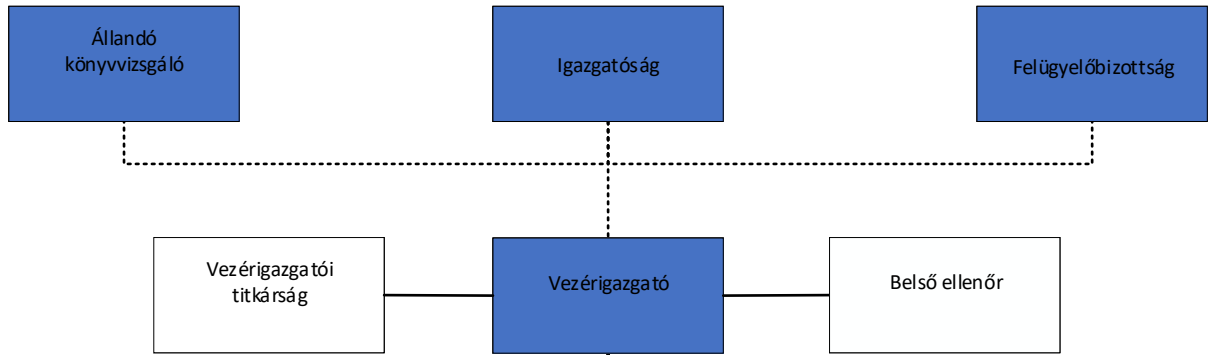 Állandó
könyvvizsgáló
Igazgatóság
Felügyelőbizottság
Vezérigazgatói
titkárság
Vezérigazgató
Belső ellenőr